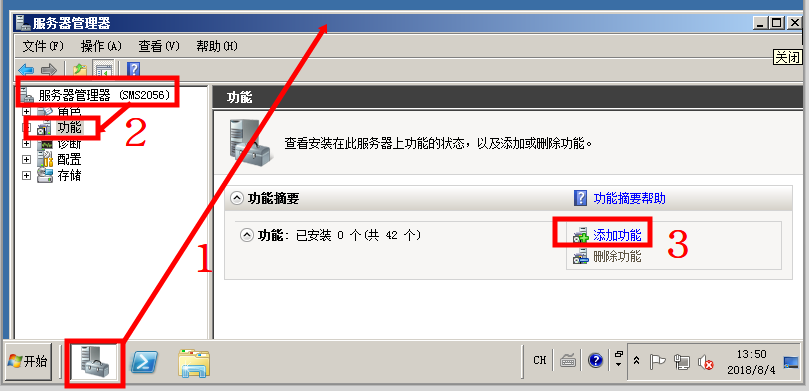 服务器管理器
文件(F) 操作(A) 查看(V) 帮助(H)
关闭
服务器管理器 (SMS2056)
角色
功能
诊断
配置
存储
2
功能
查看安装在此服务器上功能的状态，以及添加或删除功能。
功能摘要
功能摘要帮助
功能: 已安装 0 个(共 42 个)
添加功能
删除功能
3
1
开始
CH
13:50
2018/8/4